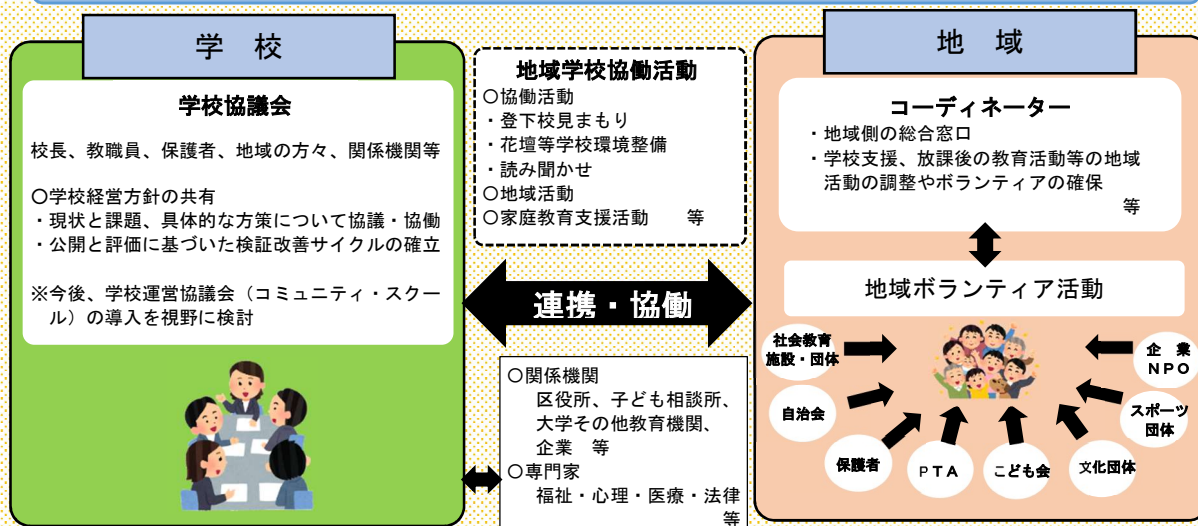 学　校
学校協議会
校長、教職員、保護者、地域の方々、関係機関等
〇学校経営方針の共有
・現状と課題、具体的な方策について協議・協働
・公開と評価に基づいた検証改善サイクルの確立
※今後、学校運営協議会（コミュニティ・スクー
ル）の導入を視野に検討
地域学校協働活動
〇協働活動
・登下校見まもり
・花壇等学校環境整備
・読み聞かせ
〇地域活動
〇家庭教育支援活動　　等
連携・協働
〇関係機関
区役所、子ども相談所、
大学その他教育機関、
企業　等
〇専門家
福祉・心理・医療・法律
等
地　域
コーディネーター
・地域側の総合窓口
・学校支援、放課後の教育活動等の地域
活動の調整やボランティアの確保
等
地域ボランティア活動
社会教育
施設・団体
自治会
保護者
ＰＴＡ
こども会
文化団体
スポーツ
団体
企　業
ＮＰＯ